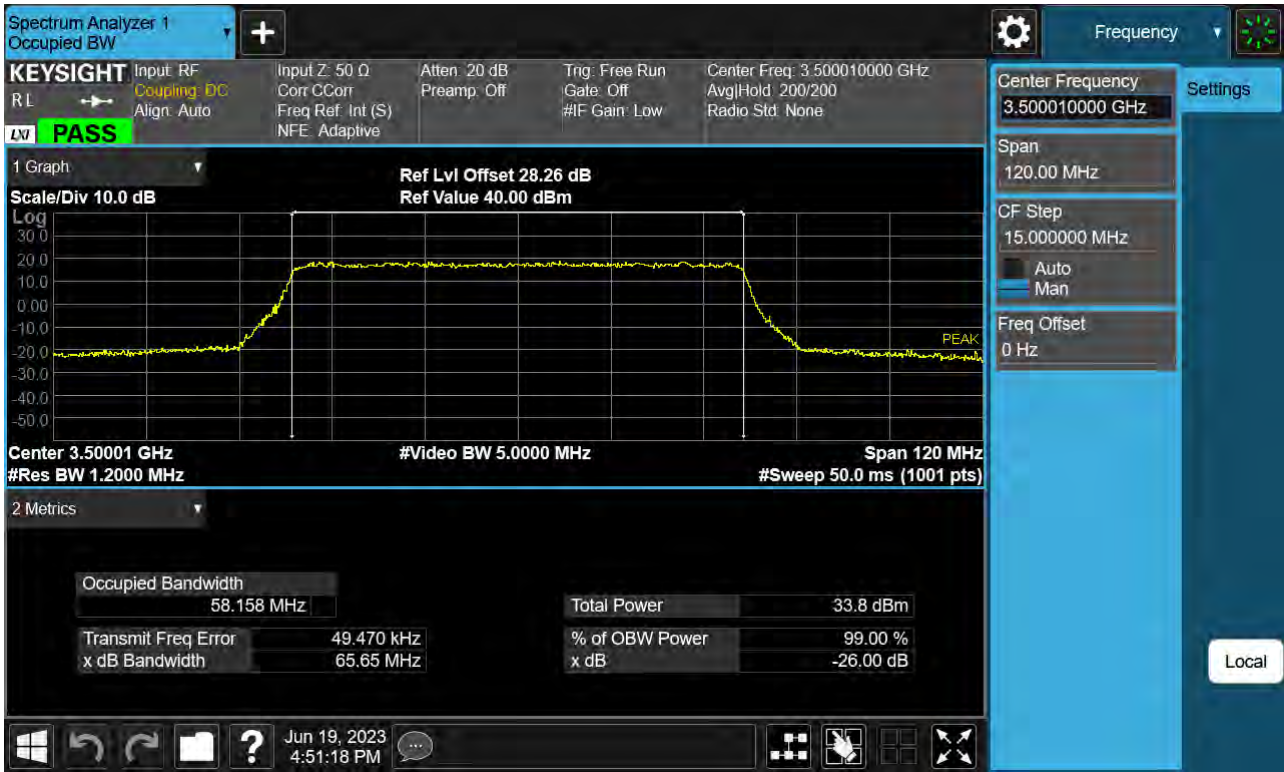 Spectrum Analyzer 1
Occupied BW
Frequency
KEYSIGHT
RL
LXI
PASS
Input: RF
Coupling: DC
Align: Auto
Input Z: 50 Ω
Corr CCorr
Freq Ref: Int (S)
NFE: Adaptive
Atten: 20 dB
Preamp: Off
Trig: Free Run
Gate: Off
#IF Gain: Low
Center Freq: 3.500010000 GHz
Avg|Hold: 200/200
Radio Std: None
1 Graph
Scale/Div 10.0 dB
Ref Lvl Offset 28.26 dB
Ref Value 40.00 dBm
Log
30.0
20.0
10.0
0.00
-10.0
-20.0
-30.0
-40.0
-50.0
PEAK
Center 3.50001 GHz
#Video BW 5.0000 MHz
Span 120 MHz
#Res BW 1.2000 MHz
#Sweep 50.0 ms (1001 pts)
2 Metrics
Occupied Bandwidth
58.158 MHz
Transmit Freq Error 49.470 kHz
x dB Bandwidth 65.65 MHz
Total Power 33.8 dBm
% of OBW Power 99.00 %
x dB -26.00 dB
Center Frequency
3.500010000 GHz
Span
120.00 MHz
CF Step
15.000000 MHz
Auto
Man
Freq Offset
0 Hz
Settings
Local
?
Jun 19, 2023
4:51:18 PM